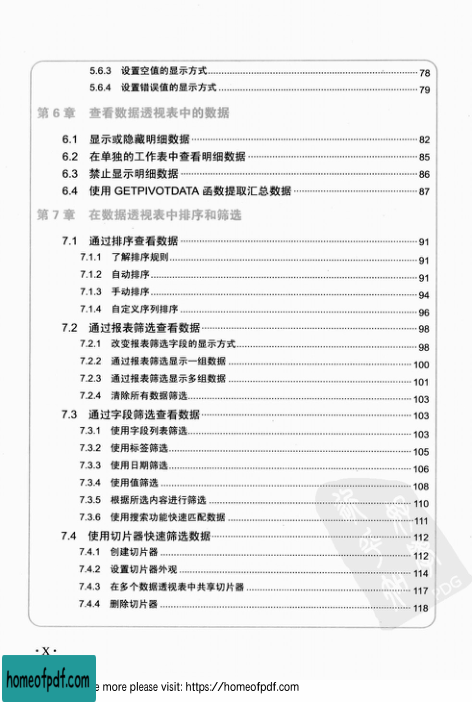 5.6.3 设置空值的显示方式 78
5.6.4 设置错误值的显示方式 79
第 6 章 查看数据透视表中的数据
6.1 显示或隐藏明细数据 82
6.2 在单独的工作表中查看明细数据 85
6.3 禁止显示明细数据 86
6.4 使用 GETPIVOTDATA 函数提取汇总数据 87
第 7 章 在数据透视表中排序和筛选
7.1 通过排序查看数据 91
7.1.1 了解排序规则 91
7.1.2 自动排序 91
7.1.3 手动排序 94
7.1.4 自定义序列排序 96
7.2 通过报表筛选查看数据 98
7.2.1 改变报表筛选字段的显示方式 98
7.2.2 通过报表筛选显示一组数据 100
7.2.3 通过报表筛选显示多组数据 101
7.2.4 清除所有数据筛选 103
7.3 通过字段筛选查看数据 103
7.3.1 使用字段列表筛选 103
7.3.2 使用标签筛选 105
7.3.3 使用日期筛选 106
7.3.4 使用值筛选 108
7.3.5 根据所选内容进行筛选 110
7.3.6 使用搜索功能快速匹配数据 111
7.4 使用切片器快速筛选数据 112
7.4.1 创建切片器 112
7.4.2 设置切片器外观 114
7.4.3 在多个数据透视表中共享切片器 117
7.4.4 删除切片器 118
· X ·
homeofpdf.com
e more please visit: https://homeofpdf.com